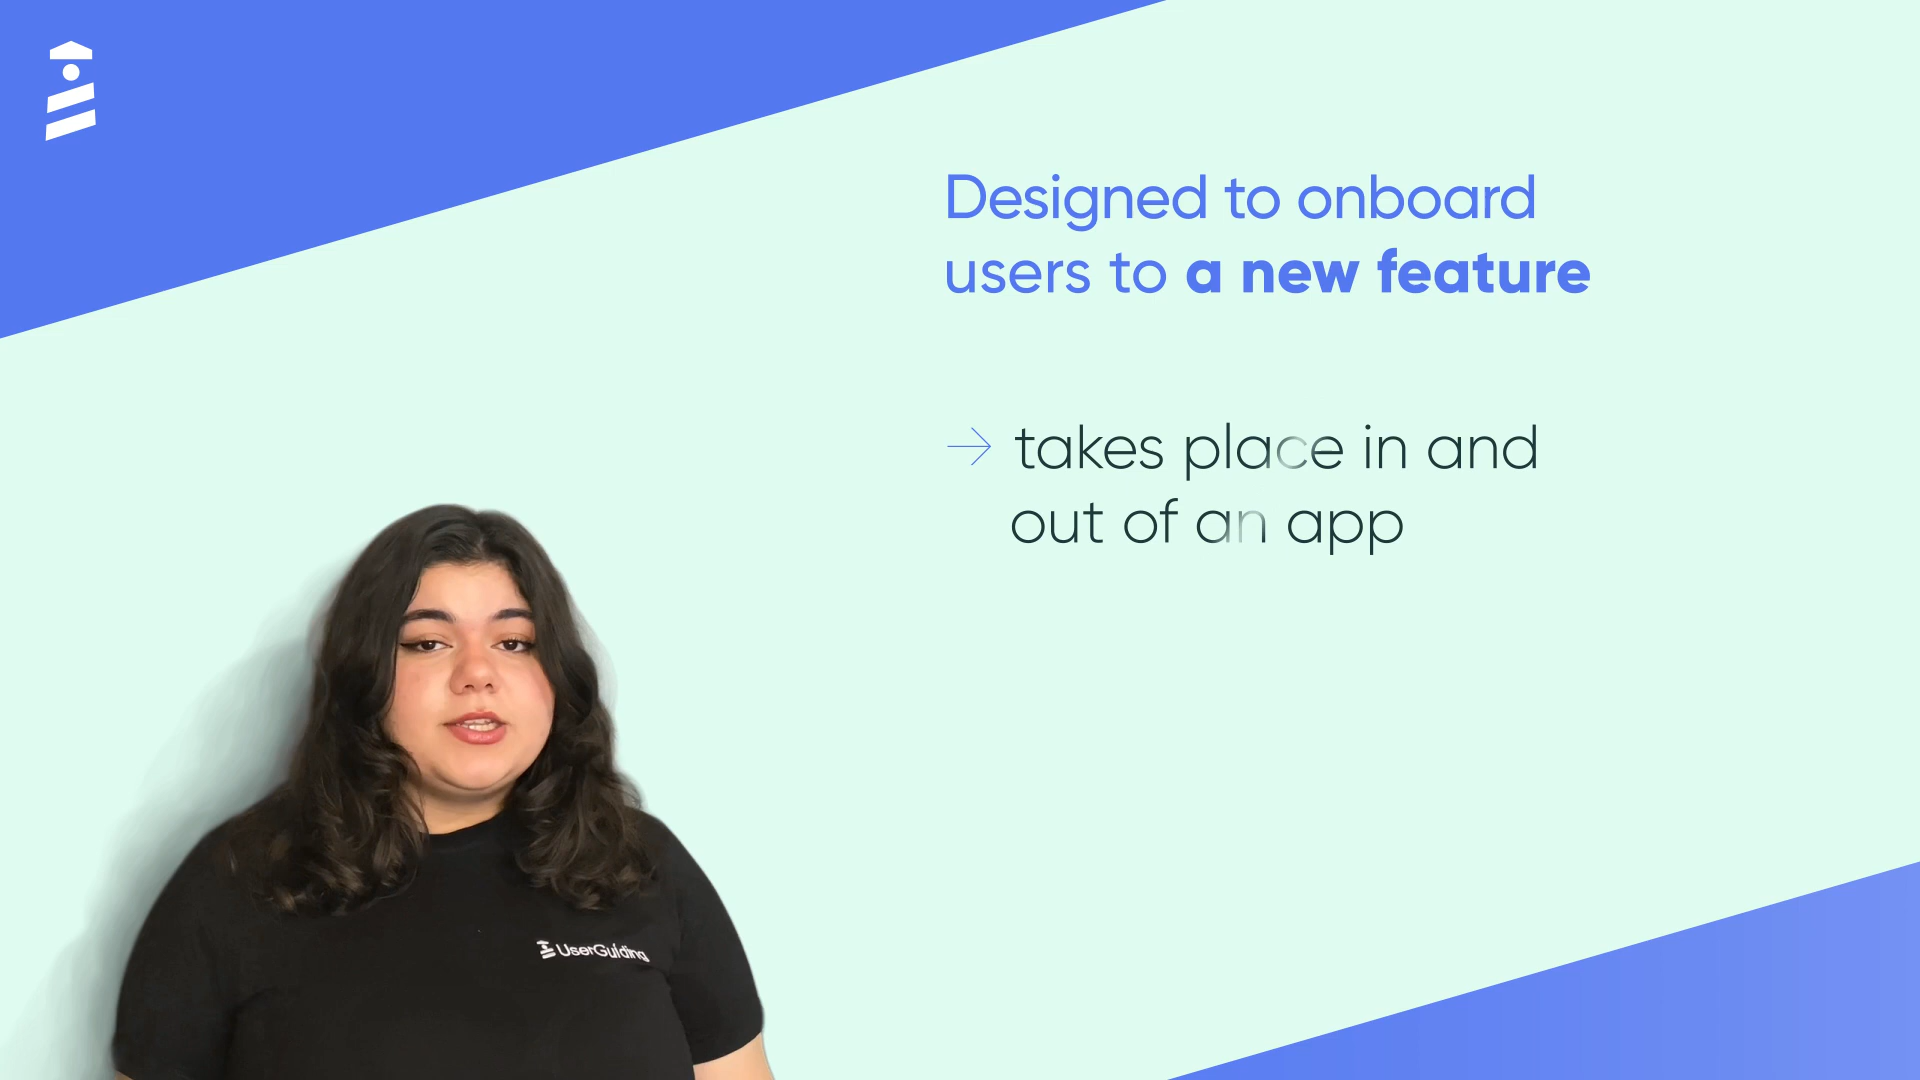 Designed to onboard
users to a new feature
→ takes place in and
out of an app
UserGuiding